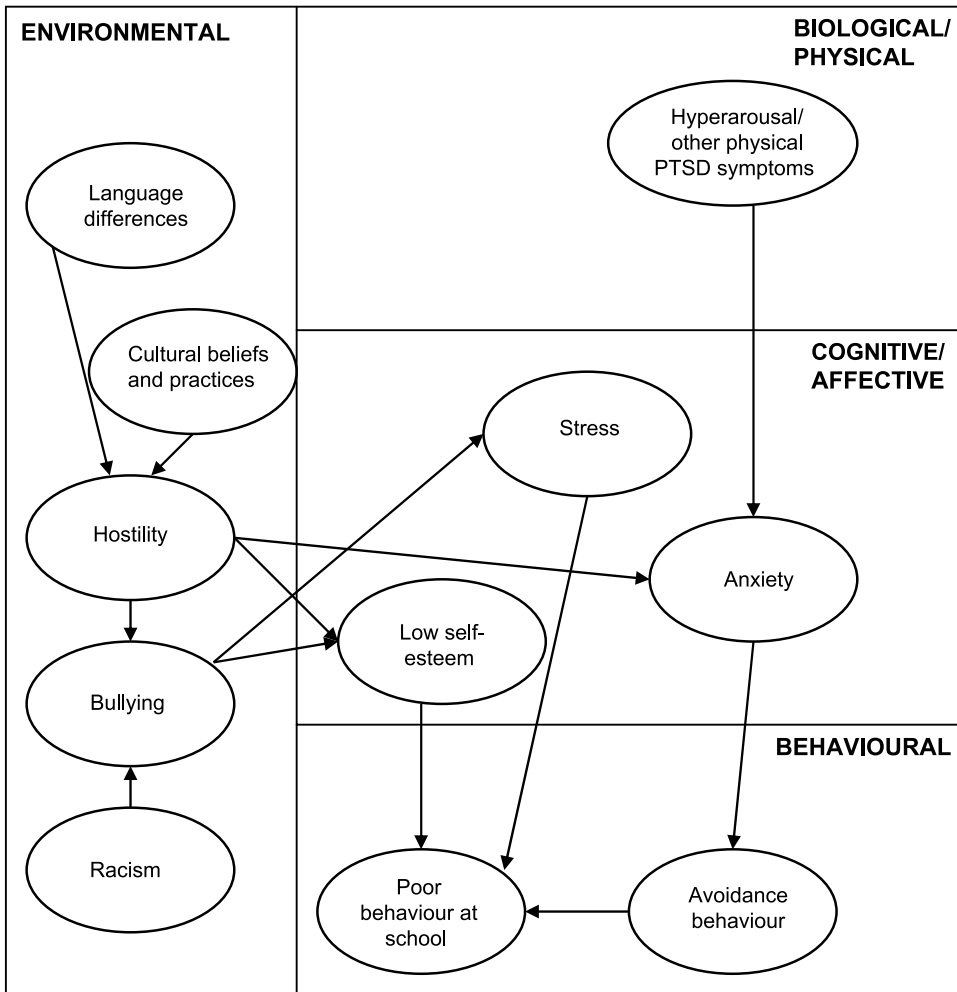 ENVIRONMENTAL
Language
differences
Cultural beliefs
and practices
Hostility
Bullying
Racism
BIOLOGICAL/
PHYSICAL
Hyperarousal/
other physical
PTSD symptoms
COGNITIVE/
AFFECTIVE
Stress
Anxiety
Low self-
esteem
BEHAVIOURAL
Poor
behaviour at
school
Avoidance
behaviour